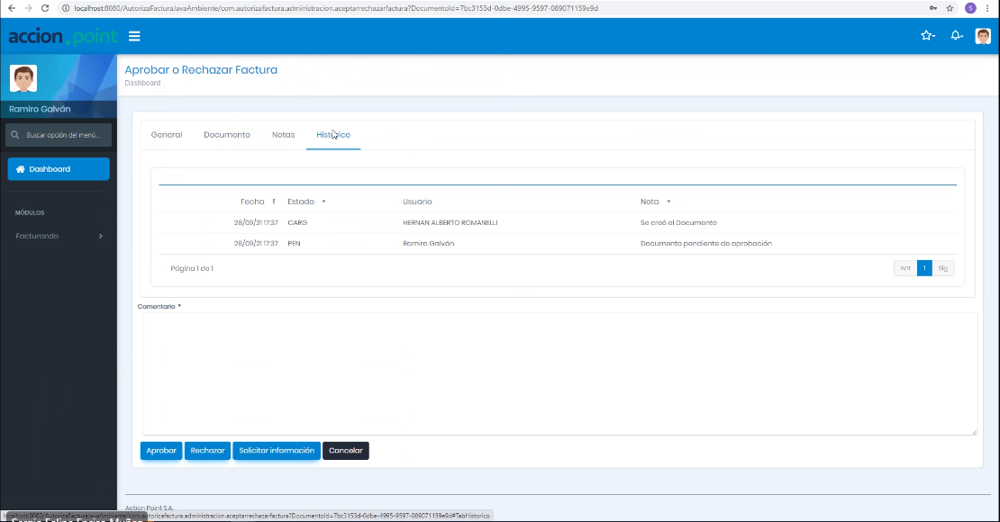 localhost:8080/AutorizaFacturaJavaAmbiente/com.autorizafactura.administracion.aceptarrechazarfactura?DocumentoId=7bc3153d-0dbe-4995-9597-089071159e9d
S
accion.point
Ramiro Galván
Buscar opción del menú...
Dashboard
MÓDULOS
Facturando
Aprobar o Rechazar Factura
Dashboard
General Documento Notas Histórico
Fecha Estado Usuario Nota
28/09/21 17:37 CARG HERNAN ALBERTO ROMANELLI Se creó el Documento
28/09/21 17:37 PEN Ramiro Galván Documento pendiente de aprobación
Página 1 de 1 Ant 1 Sig
Comentario *
Aprobar Rechazar Solicitar información Cancelar
Action Point S.A.
localhost:8080/AutorizaFacturaJavaAmbiente/com.autorizafactura.administracion.aceptarrechazarfactura?DocumentoId=7bc3153d-0dbe-4995-9597-089071159e9d#TabHistorico
Sergio Felipe Enciso Muñoz